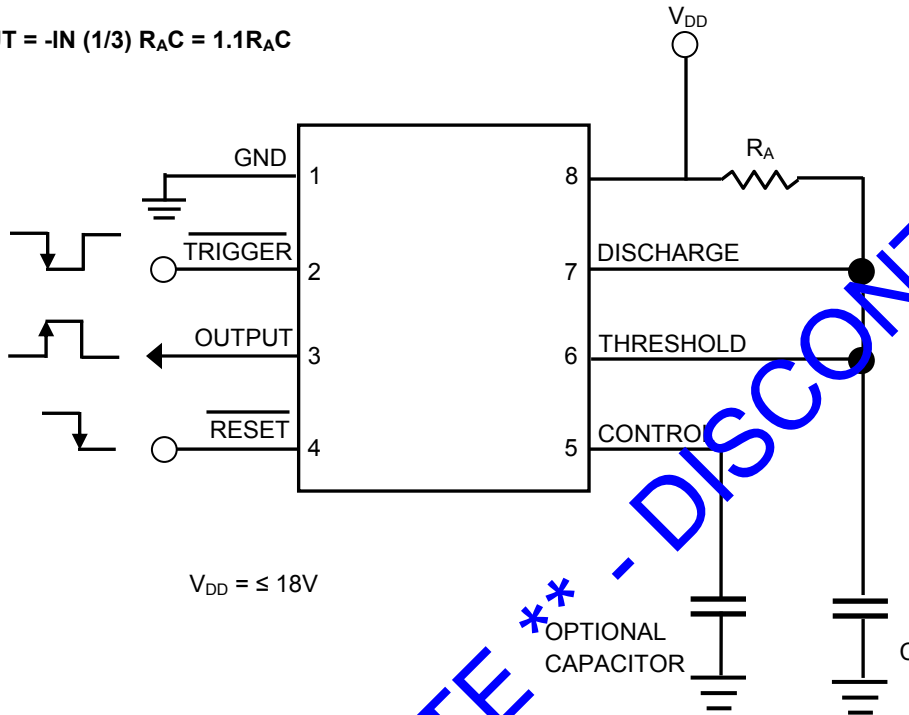 = -IN (1/3) RAC = 1.1RAC
VDD
GND
1
8
RA
TRIGGER
2
7
DISCHARGE
OUTPUT
3
6
THRESHOLD
RESET
4
5
CONTROL
VDD = ≤ 18V
OPTIONAL
CAPACITOR
C
** - DISCON